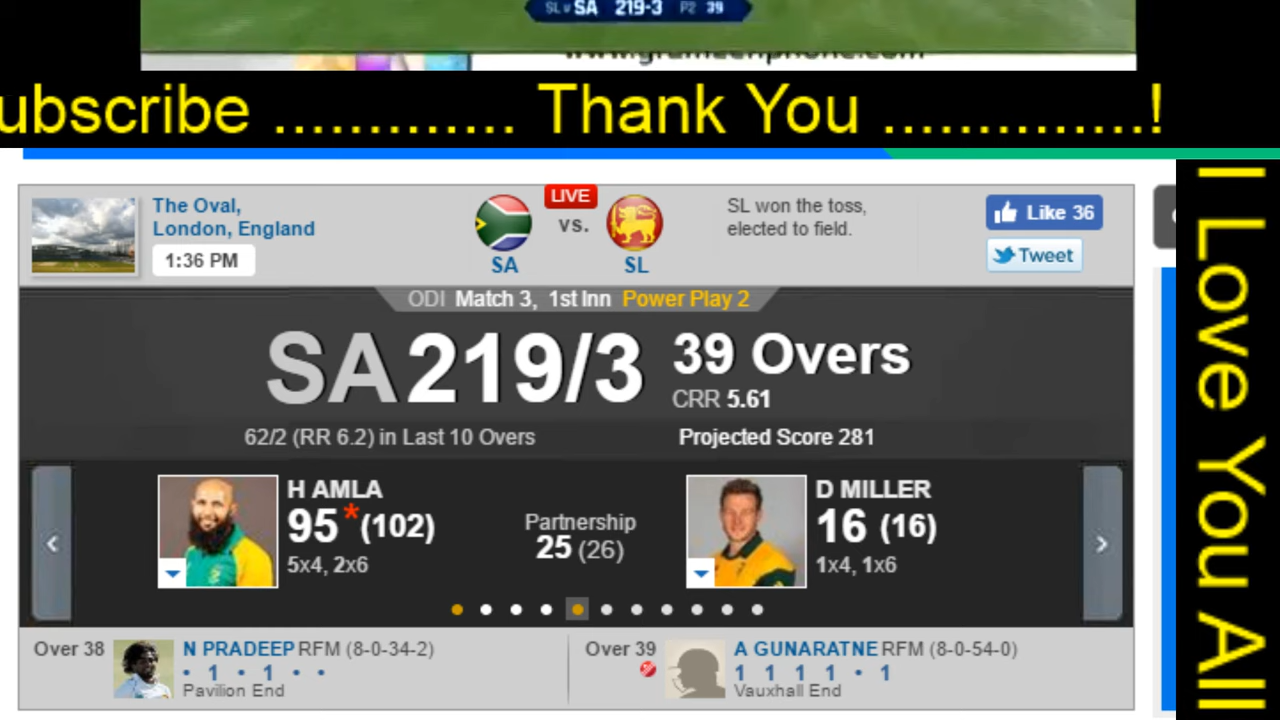 SL v SA 219-3 P2 39
ubscribe ............. Thank You ..............!
The Oval,
London, England
1:36 PM
LIVE
vs.
SA
SL
SL won the toss,
elected to field.
Like 36
Tweet
ODI Match 3, 1st Inn Power Play 2
SA 219/3
39 Overs
CRR 5.61
62/2 (RR 6.2) in Last 10 Overs
Projected Score 281
H AMLA
95*(102)
5x4, 2x6
Partnership
25 (26)
D MILLER
16 (16)
1x4, 1x6
Over 38
N PRADEEP RFM (8-0-34-2)
• 1 • 1 • •
Pavilion End
Over 39
A GUNARATNE RFM (8-0-54-0)
1 1 1 1 • 1
Vauxhall End
I Love You All